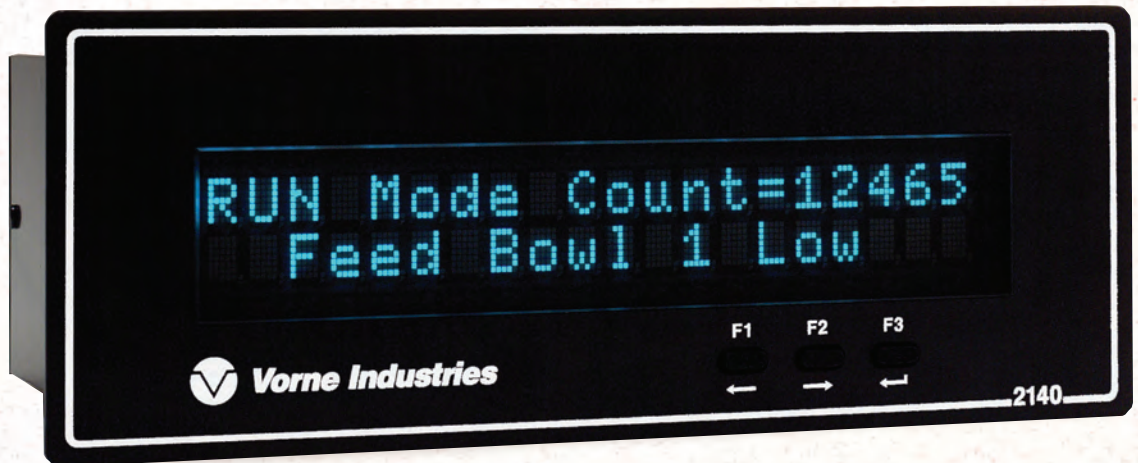 RUN Mode Count=12465
Feed Bowl 1 Low
F1 F2 F3
Vorne Industries
← → ↵
2140